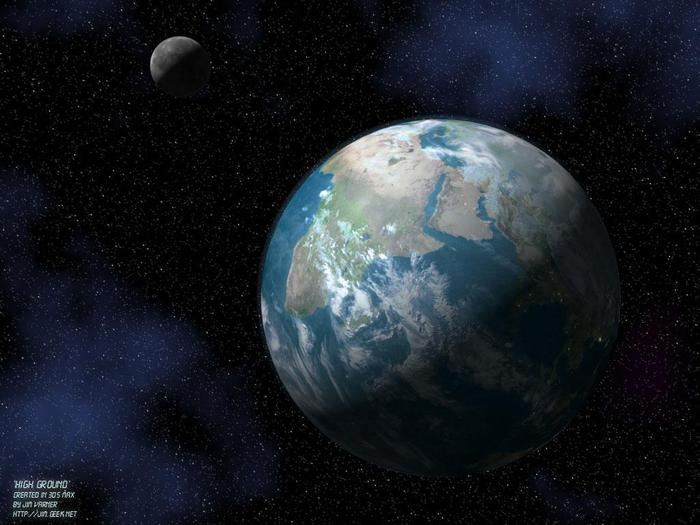 'HIGH GROUND'
CREATED IN 3DS MAX
BY JIM VARNER
HTTP://JIM.GEEK.NET